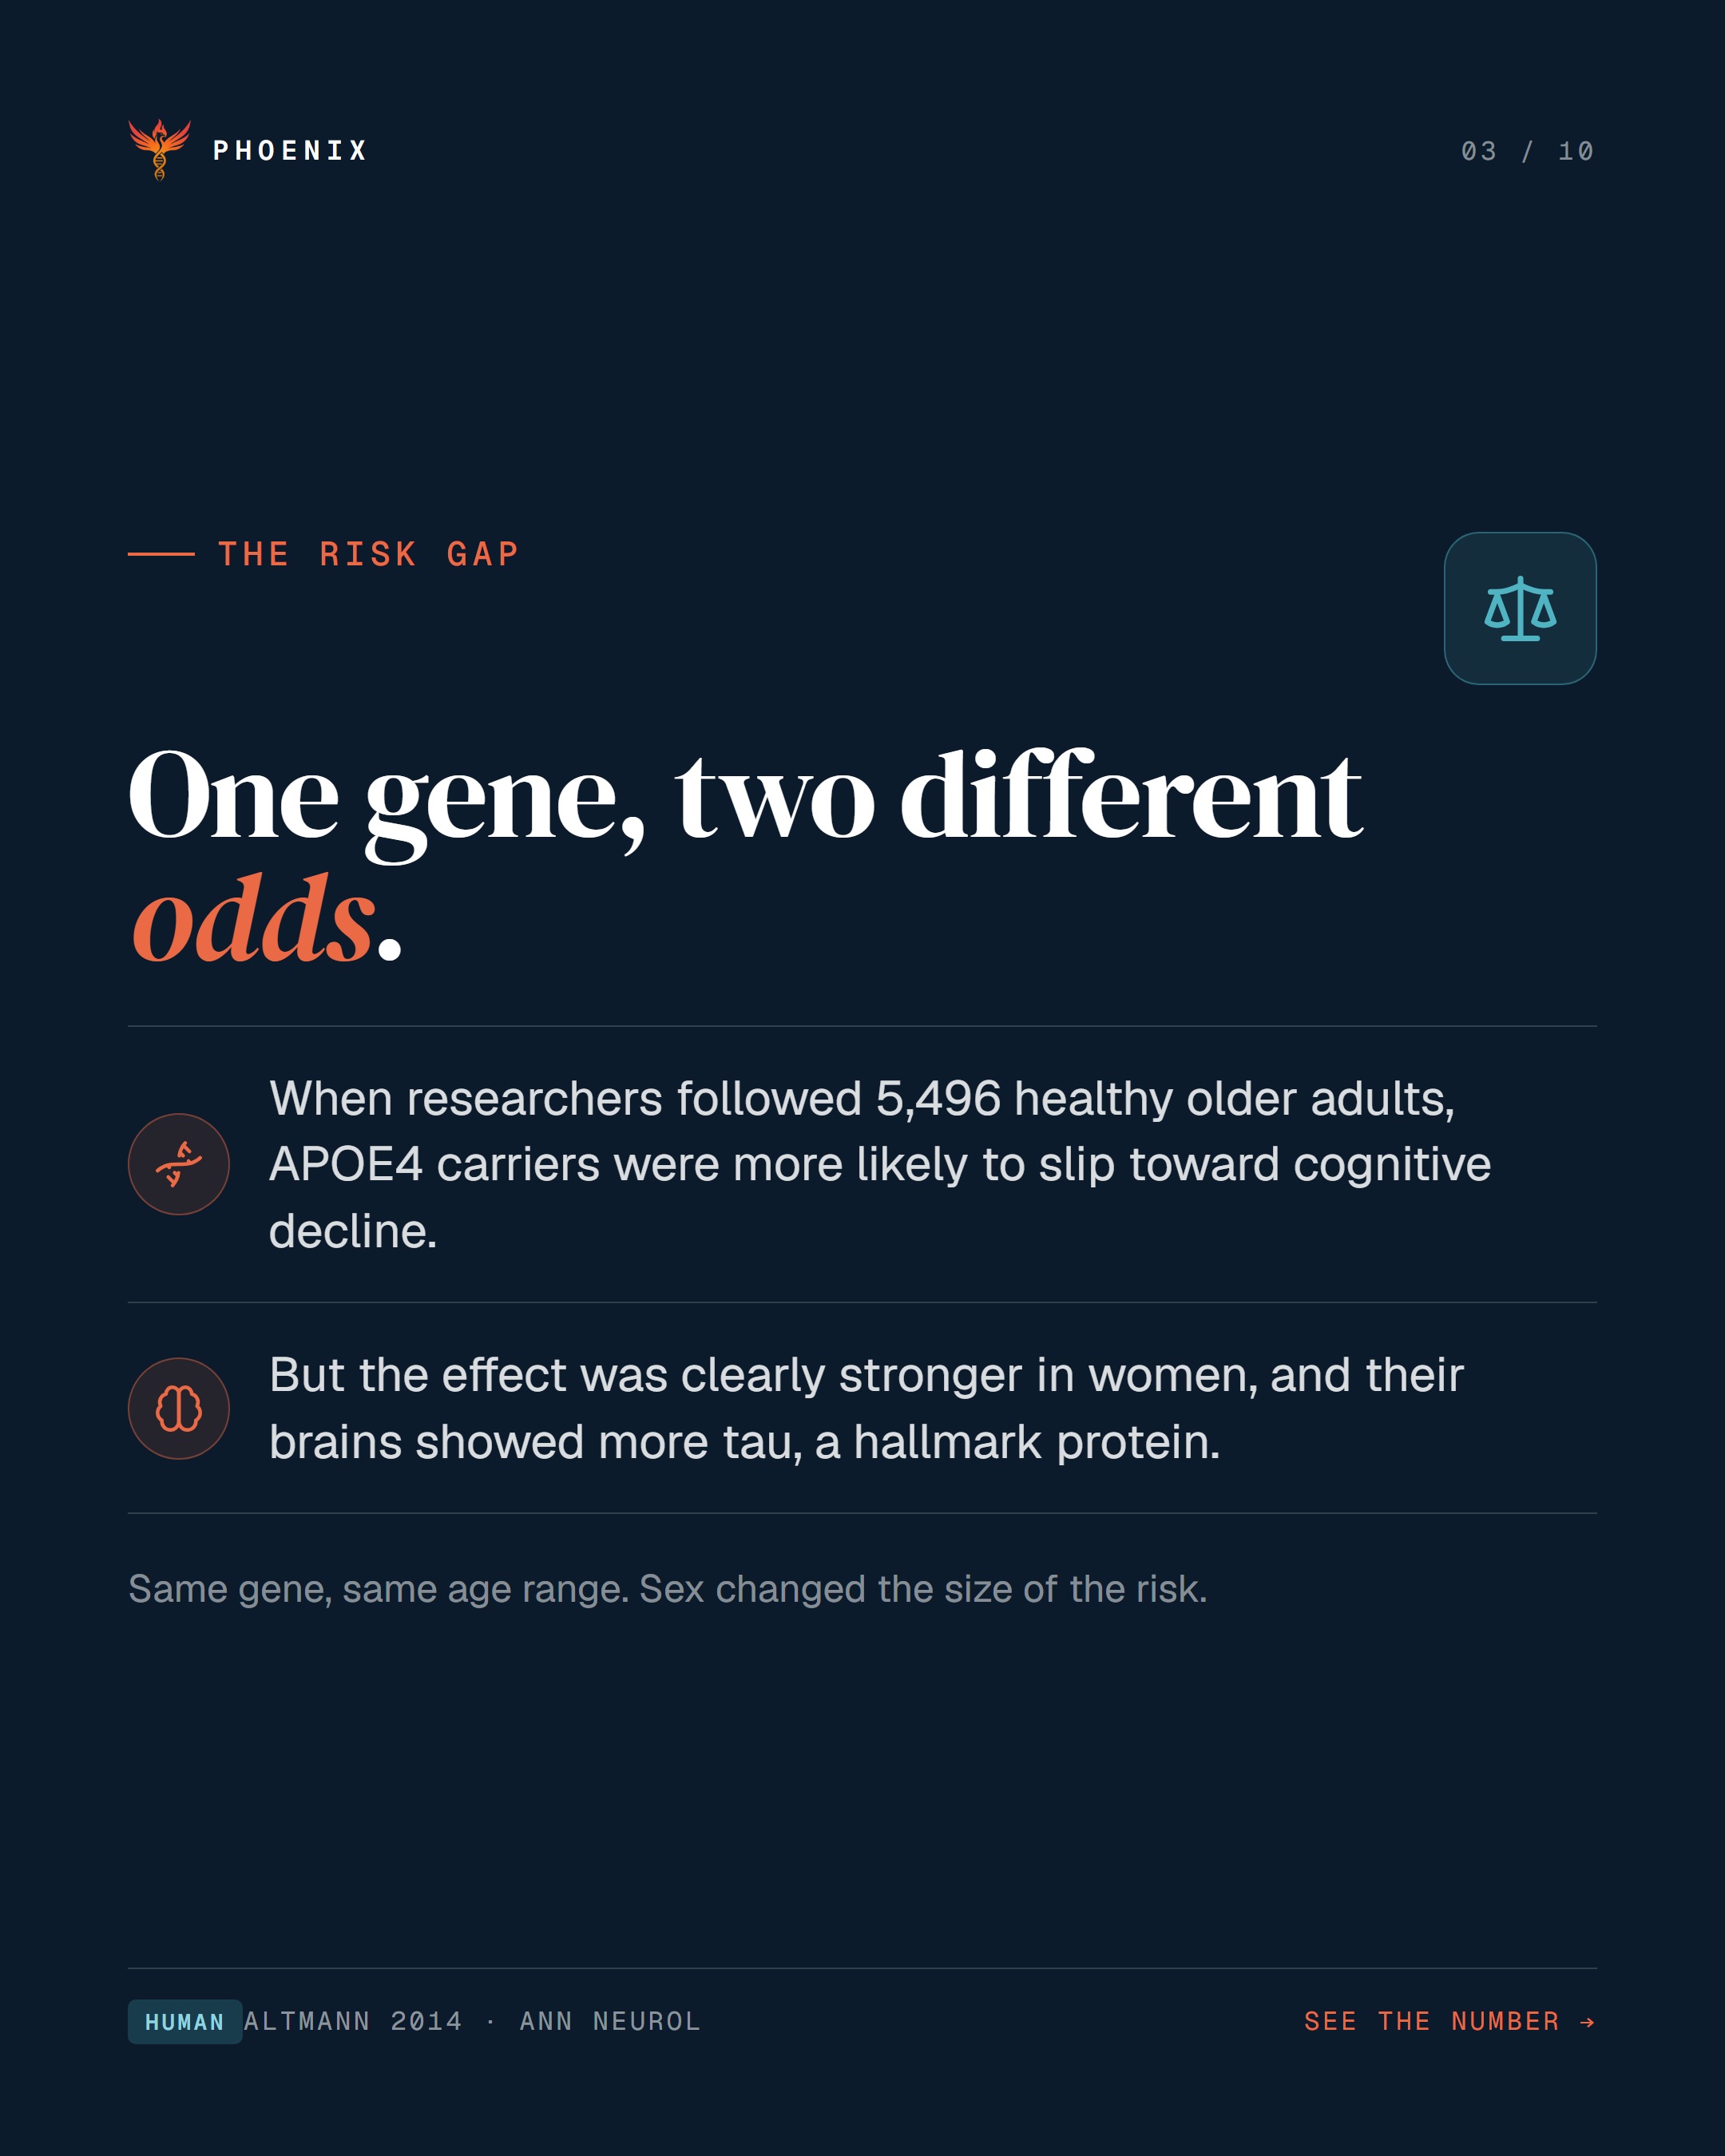 PHOENIX
03 / 10
THE RISK GAP
One gene, two different
odds.
When researchers followed 5,496 healthy older adults,
APOE4 carriers were more likely to slip toward cognitive
decline.
But the effect was clearly stronger in women, and their
brains showed more tau, a hallmark protein.
Same gene, same age range. Sex changed the size of the risk.
HUMAN ALTMANN 2014 · ANN NEUROL
SEE THE NUMBER →